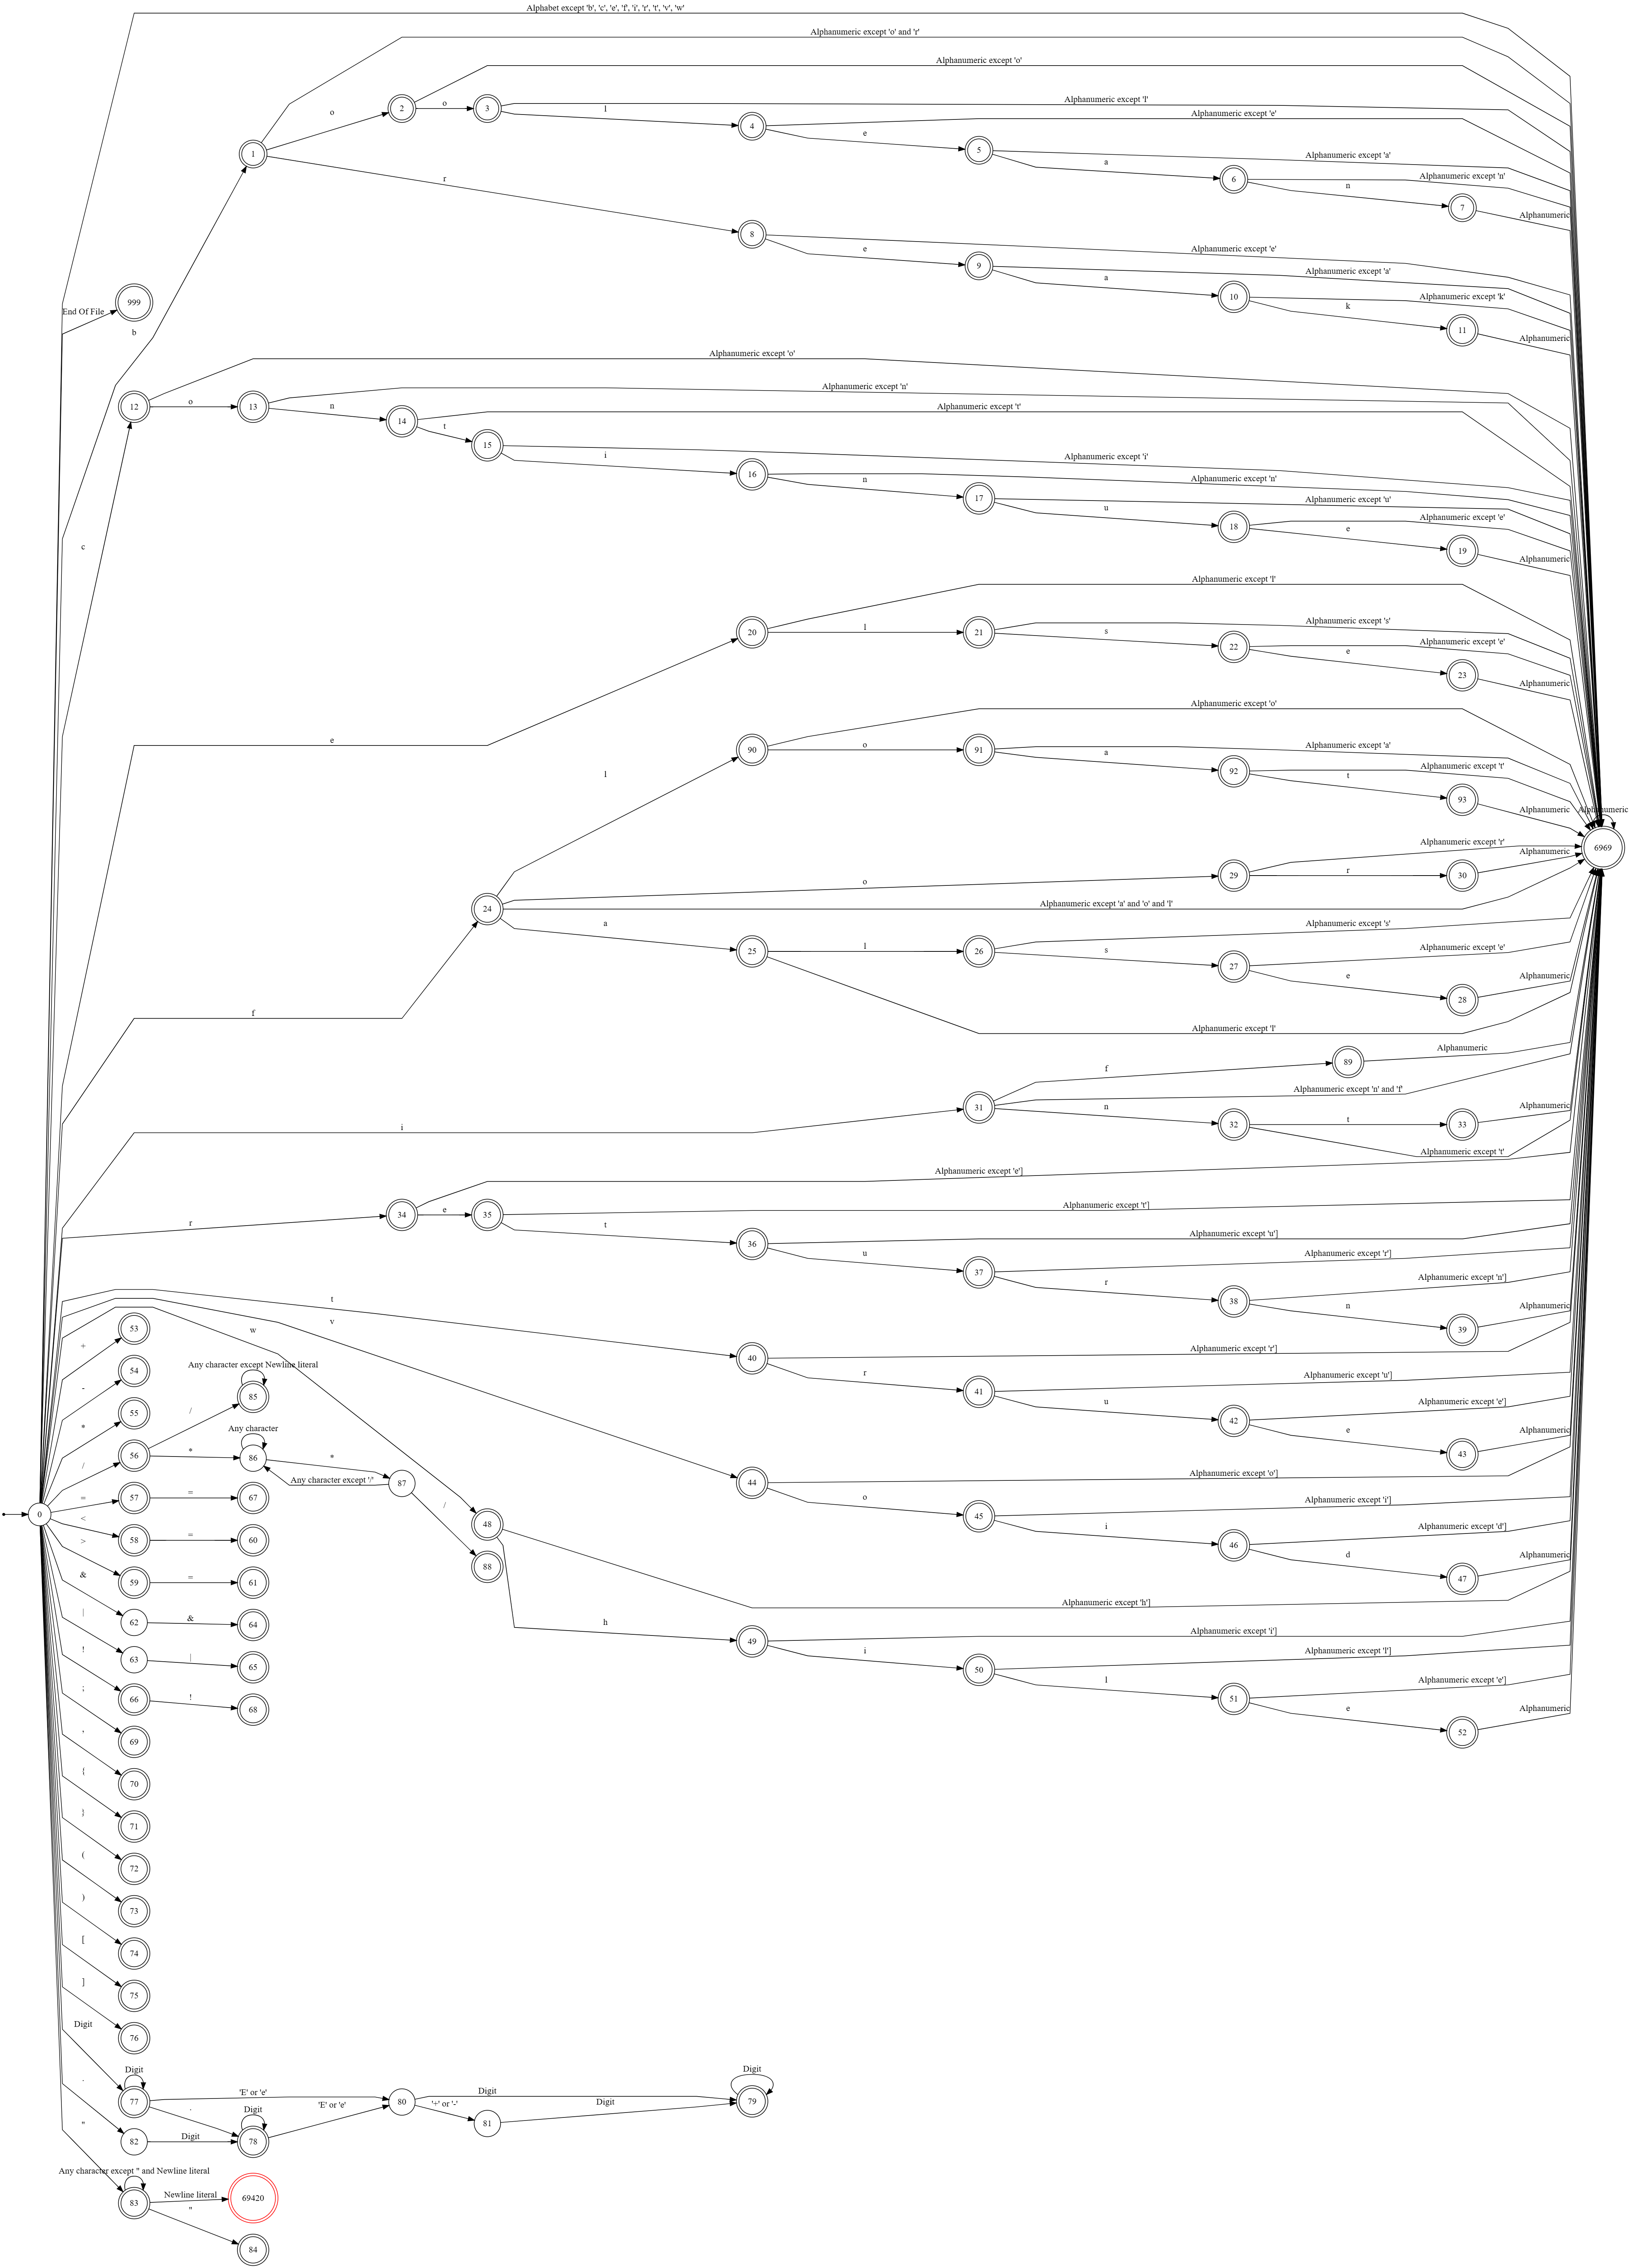 Alphabet except 'b', 'c', 'e', 'f', 'i', 'r', 't', 'v', 'w'
Alphanumeric except 'o' and 'r'
Alphanumeric except 'o'
2
o
3
Alphanumeric except 'l'
l
4
Alphanumeric except 'e'
o
1
e
5
Alphanumeric except 'a'
a
6
Alphanumeric except 'n'
n
7
Alphanumeric
r
8
Alphanumeric except 'e'
e
9
Alphanumeric except 'a'
a
10
Alphanumeric except 'k'
k
11
Alphanumeric
End Of File
999
b
c
12
Alphanumeric except 'o'
o
13
Alphanumeric except 'n'
n
14
Alphanumeric except 't'
t
15
Alphanumeric except 'i'
i
16
Alphanumeric except 'n'
n
17
Alphanumeric except 'u'
u
18
Alphanumeric except 'e'
e
19
Alphanumeric
e
20
Alphanumeric except 'l'
l
21
Alphanumeric except 's'
s
22
Alphanumeric except 'e'
e
23
Alphanumeric
l
90
Alphanumeric except 'o'
o
91
Alphanumeric except 'a'
a
92
Alphanumeric except 't'
t
93
Alphanumeric
Alphanumeric
6969
f
24
o
29
Alphanumeric except 'r'
r
30
Alphanumeric
Alphanumeric except 'a' and 'o' and 'l'
a
25
l
26
Alphanumeric except 's'
s
27
Alphanumeric except 'e'
e
28
Alphanumeric
Alphanumeric except 'l'
i
31
f
89
Alphanumeric
Alphanumeric except 'n' and 'f'
n
32
t
33
Alphanumeric
Alphanumeric except 't'
r
34
Alphanumeric except 'e']
e
35
Alphanumeric except 't']
t
36
Alphanumeric except 'u']
u
37
Alphanumeric except 'r']
r
38
Alphanumeric except 'n']
n
39
Alphanumeric
t
40
Alphanumeric except 'r']
r
41
Alphanumeric except 'u']
u
42
Alphanumeric except 'e']
e
43
Alphanumeric
v
44
Alphanumeric except 'o']
o
45
Alphanumeric except 'i']
i
46
Alphanumeric except 'd']
d
47
Alphanumeric
w
48
Alphanumeric except 'h']
h
49
Alphanumeric except 'i']
i
50
Alphanumeric except 'l']
l
51
Alphanumeric except 'e']
e
52
Alphanumeric
0
+
53
-
54
*
55
/
56
/
85
Any character except Newline literal
*
86
Any character
*
87
Any character except '/'
/
88
=
57
=
67
<
58
=
60
>
59
=
61
&
62
&
64
|
63
|
65
!
66
!
68
;
69
,
70
{
71
}
72
(
73
)
74
[
75
]
76
Digit
77
Digit
'E' or 'e'
80
Digit
79
Digit
'+' or '-'
81
Digit
.
.
82
Digit
78
Digit
'E' or 'e'
"
83
Any character except " and Newline literal
Newline literal
69420
"
84